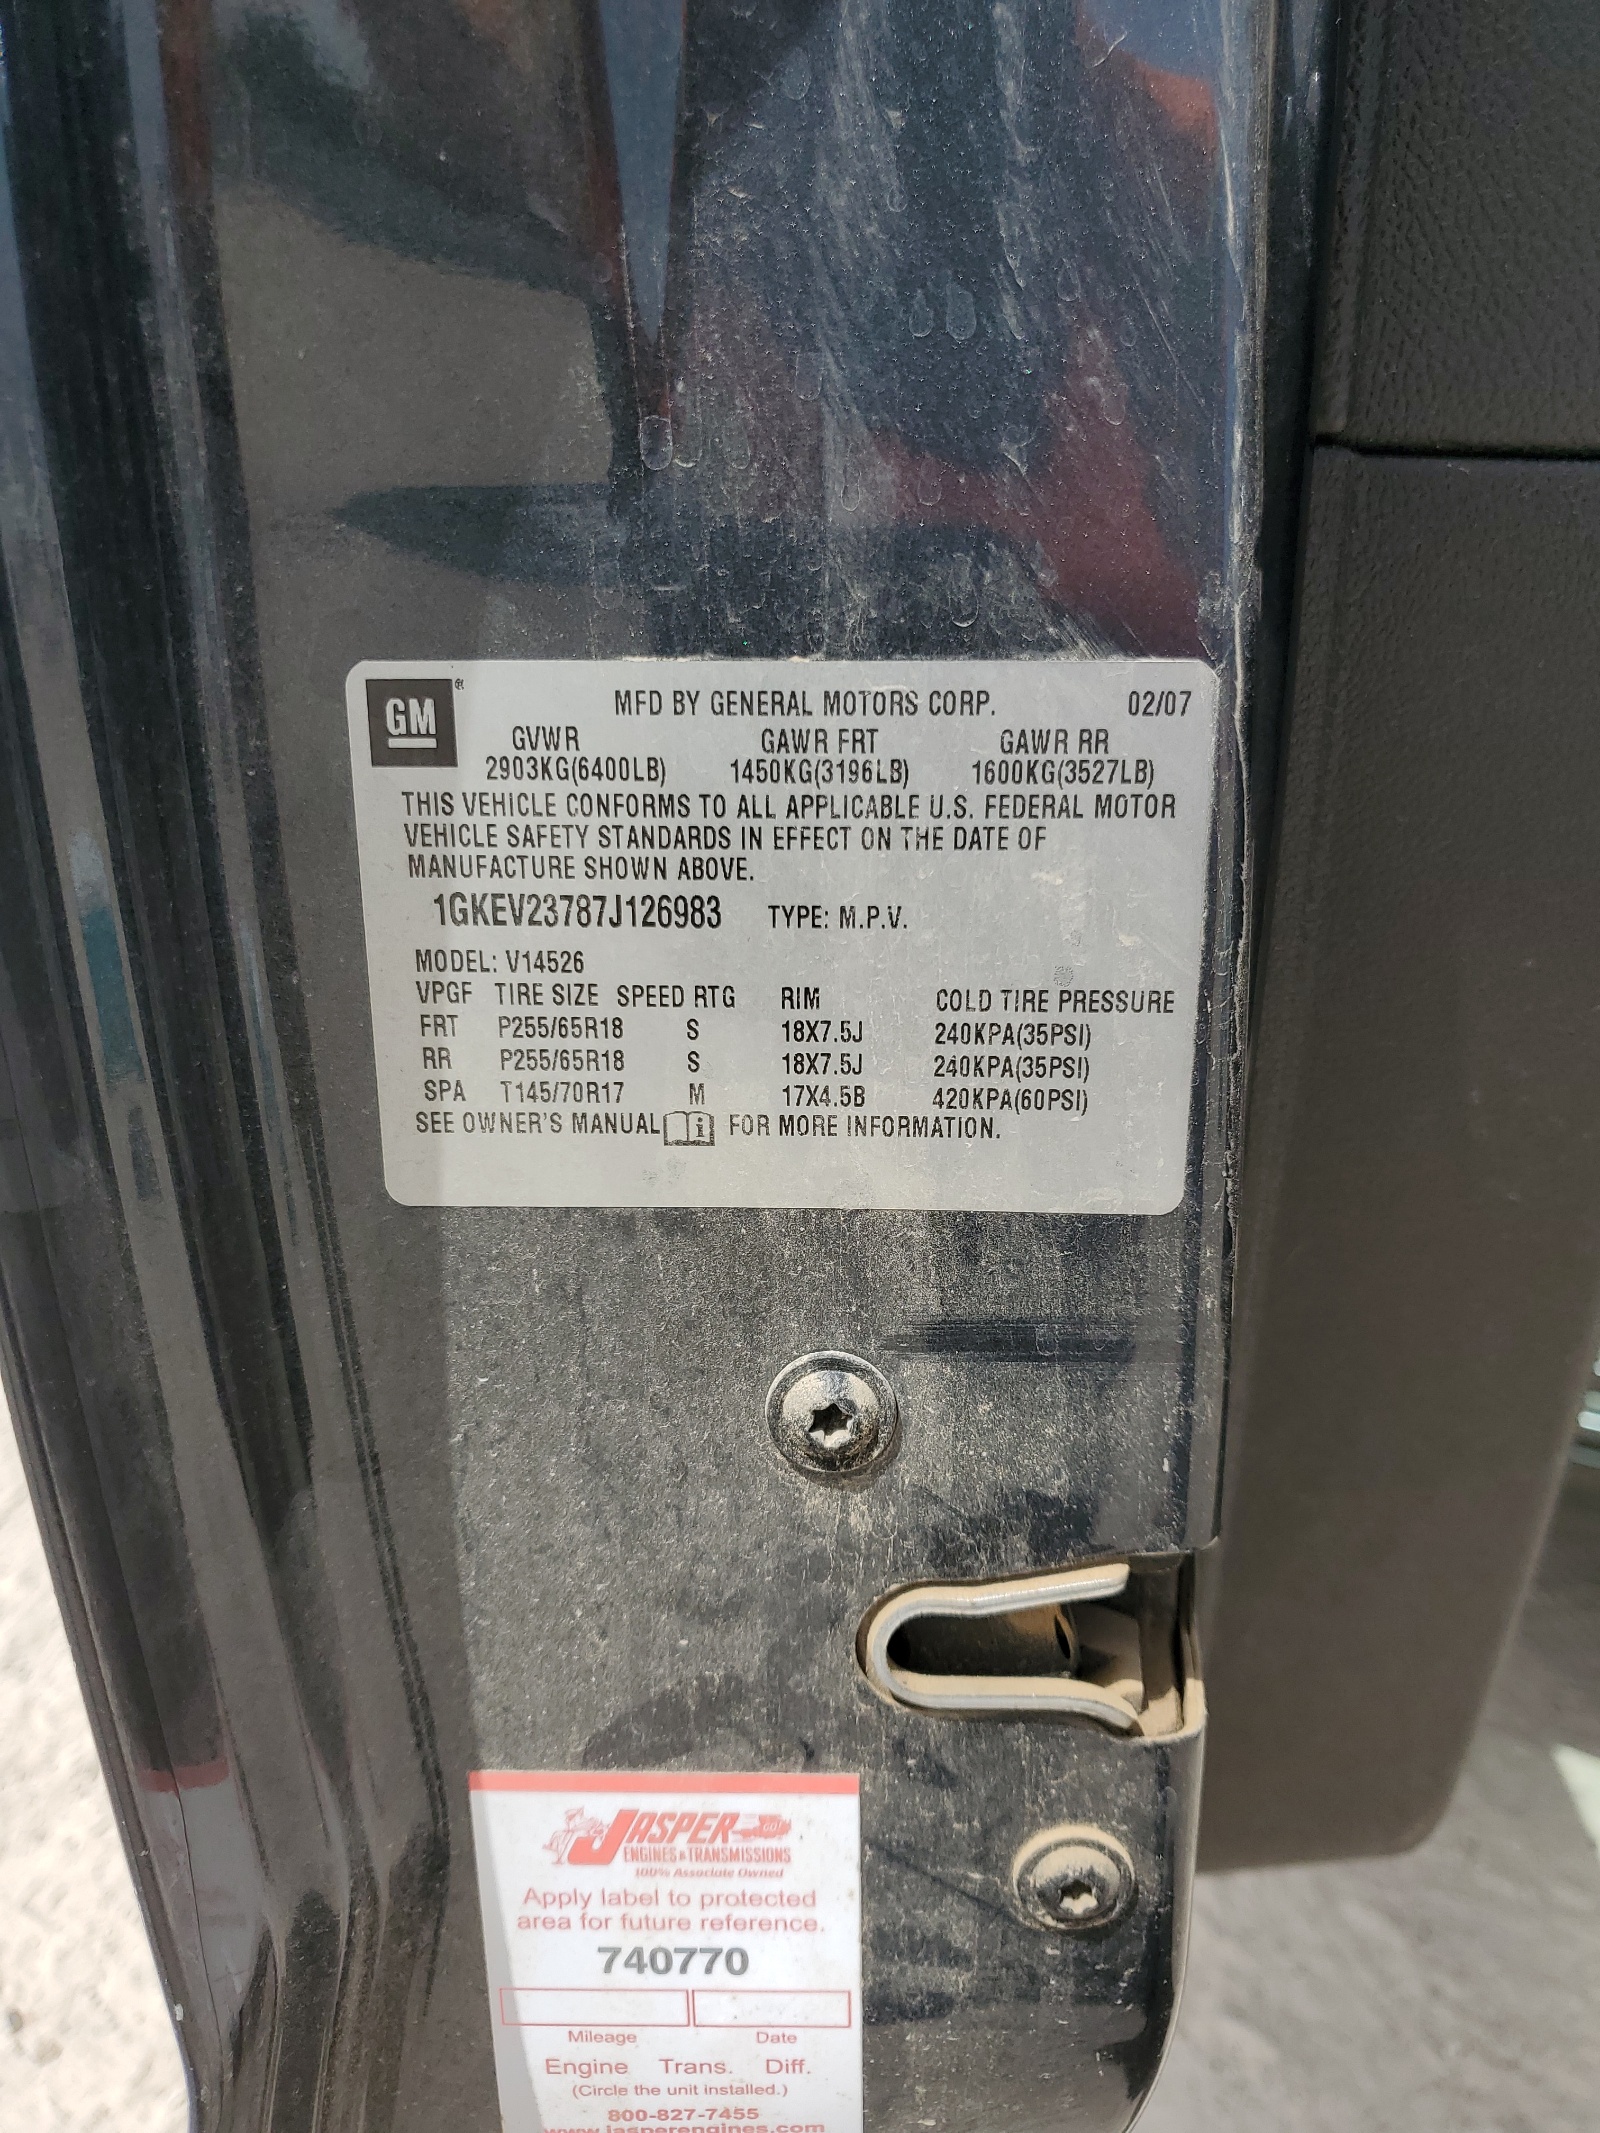 GM®
MFD BY GENERAL MOTORS CORP. 02/07
GVWR GAWR FRT GAWR RR
2903KG(6400LB) 1450KG(3196LB) 1600KG(3527LB)
THIS VEHICLE CONFORMS TO ALL APPLICABLE U.S. FEDERAL MOTOR
VEHICLE SAFETY STANDARDS IN EFFECT ON THE DATE OF
MANUFACTURE SHOWN ABOVE.
1GKEV23787J126983 TYPE: M.P.V.
MODEL: V14526
VPGF TIRE SIZE SPEED RTG RIM COLD TIRE PRESSURE
FRT P255/65R18 S 18X7.5J 240KPA(35PSI)
RR P255/65R18 S 18X7.5J 240KPA(35PSI)
SPA T145/70R17 M 17X4.5B 420KPA(60PSI)
SEE OWNER'S MANUAL i FOR MORE INFORMATION.
JASPER
ENGINES & TRANSMISSIONS
100% Associate Owned
Apply label to protected
area for future reference.
740770
Mileage Date
Engine Trans. Diff.
(Circle the unit installed.)
800-827-7455
www.jasperengines.com